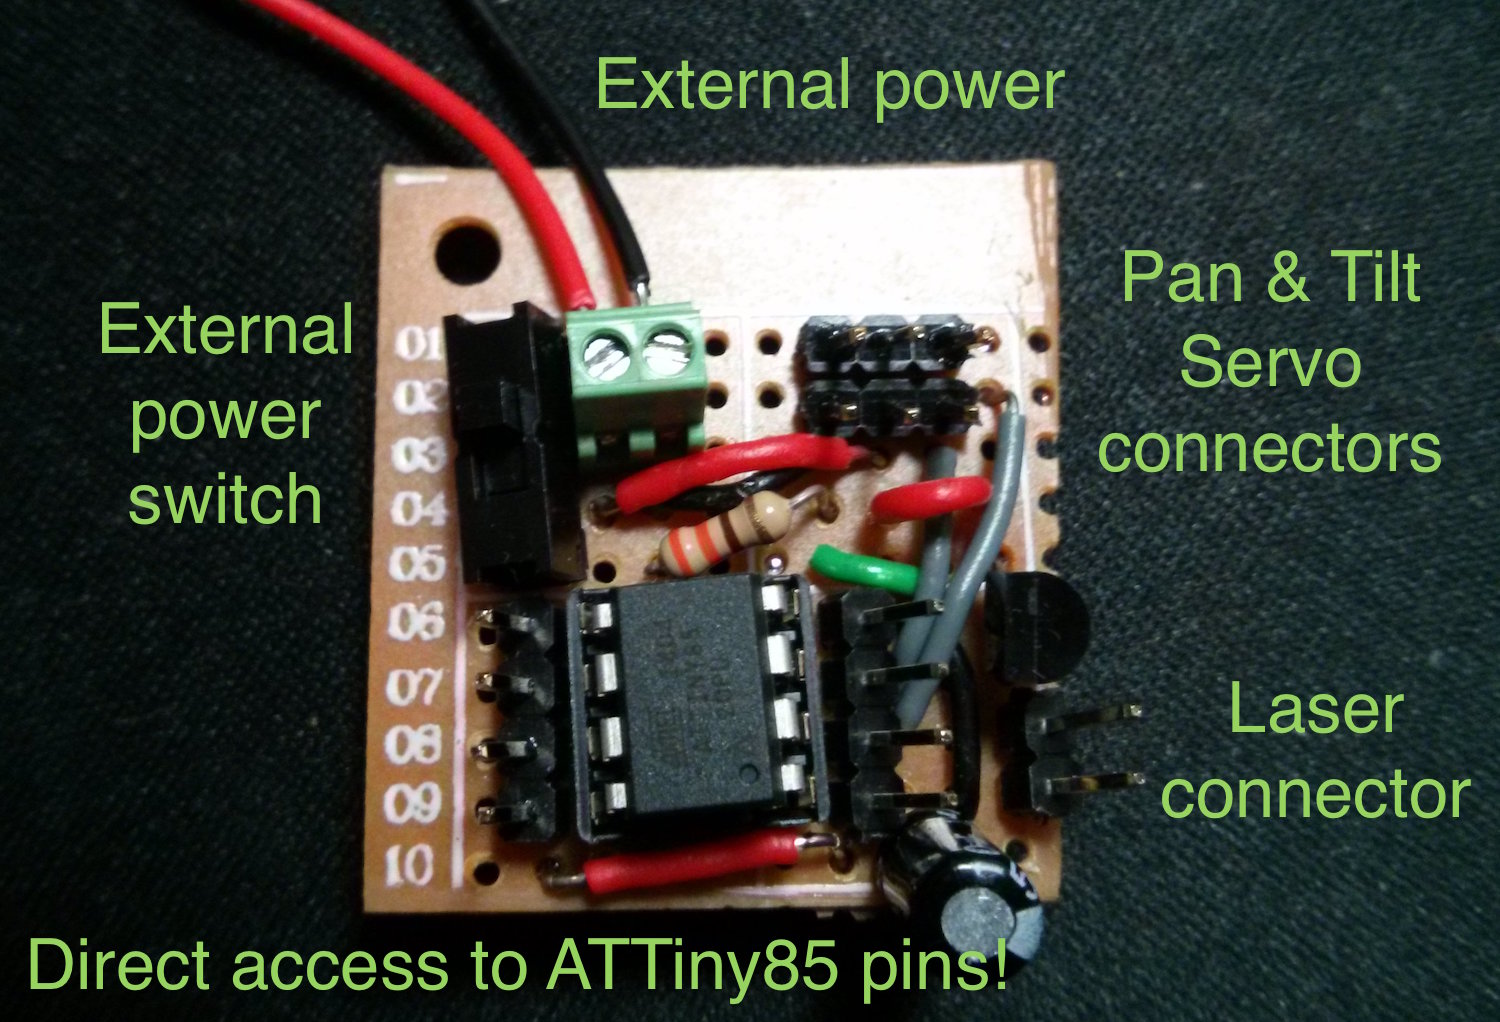 External power
External
power
switch
Pan & Tilt
Servo
connectors
01
02
03
04
05
06
07
08
09
10
Laser
connector
Direct access to ATTiny85 pins!